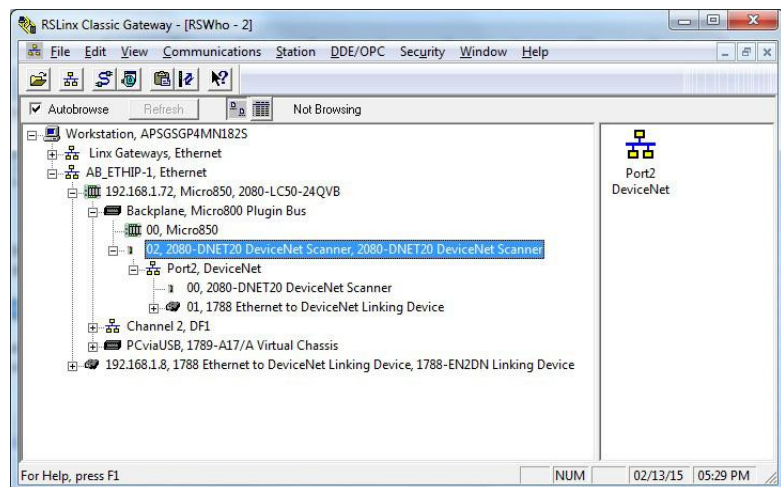 RSLinx Classic Gateway - [RSWho - 2]
File Edit View Communications Station DDE/OPC Security Window Help
Autobrowse Refresh Not Browsing
Workstation, APSGSGP4MN182S
Linx Gateways, Ethernet
AB_ETHIP-1, Ethernet
192.168.1.72, Micro850, 2080-LC50-24QVB
Backplane, Micro800 Plugin Bus
00, Micro850
02, 2080-DNET20 DeviceNet Scanner, 2080-DNET20 DeviceNet Scanner
Port2, DeviceNet
00, 2080-DNET20 DeviceNet Scanner
01, 1788 Ethernet to DeviceNet Linking Device
Channel 2, DF1
PCviaUSB, 1789-A17/A Virtual Chassis
192.168.1.8, 1788 Ethernet to DeviceNet Linking Device, 1788-EN2DN Linking Device
Port2
DeviceNet
For Help, press F1 NUM 02/13/15 05:29 PM